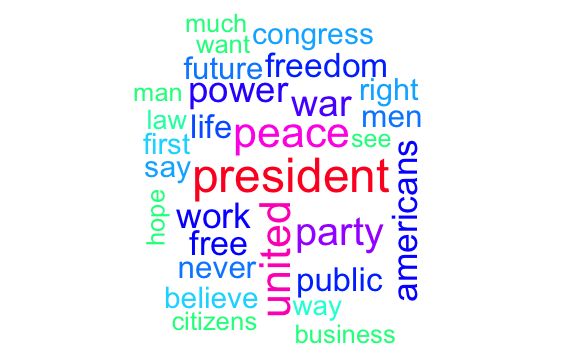 much
want
congress
future
freedom
man
power
war
right
law
life
peace
men
first
see
say
president
americans
hope
work
united
party
free
never
public
believe
way
citizens
business